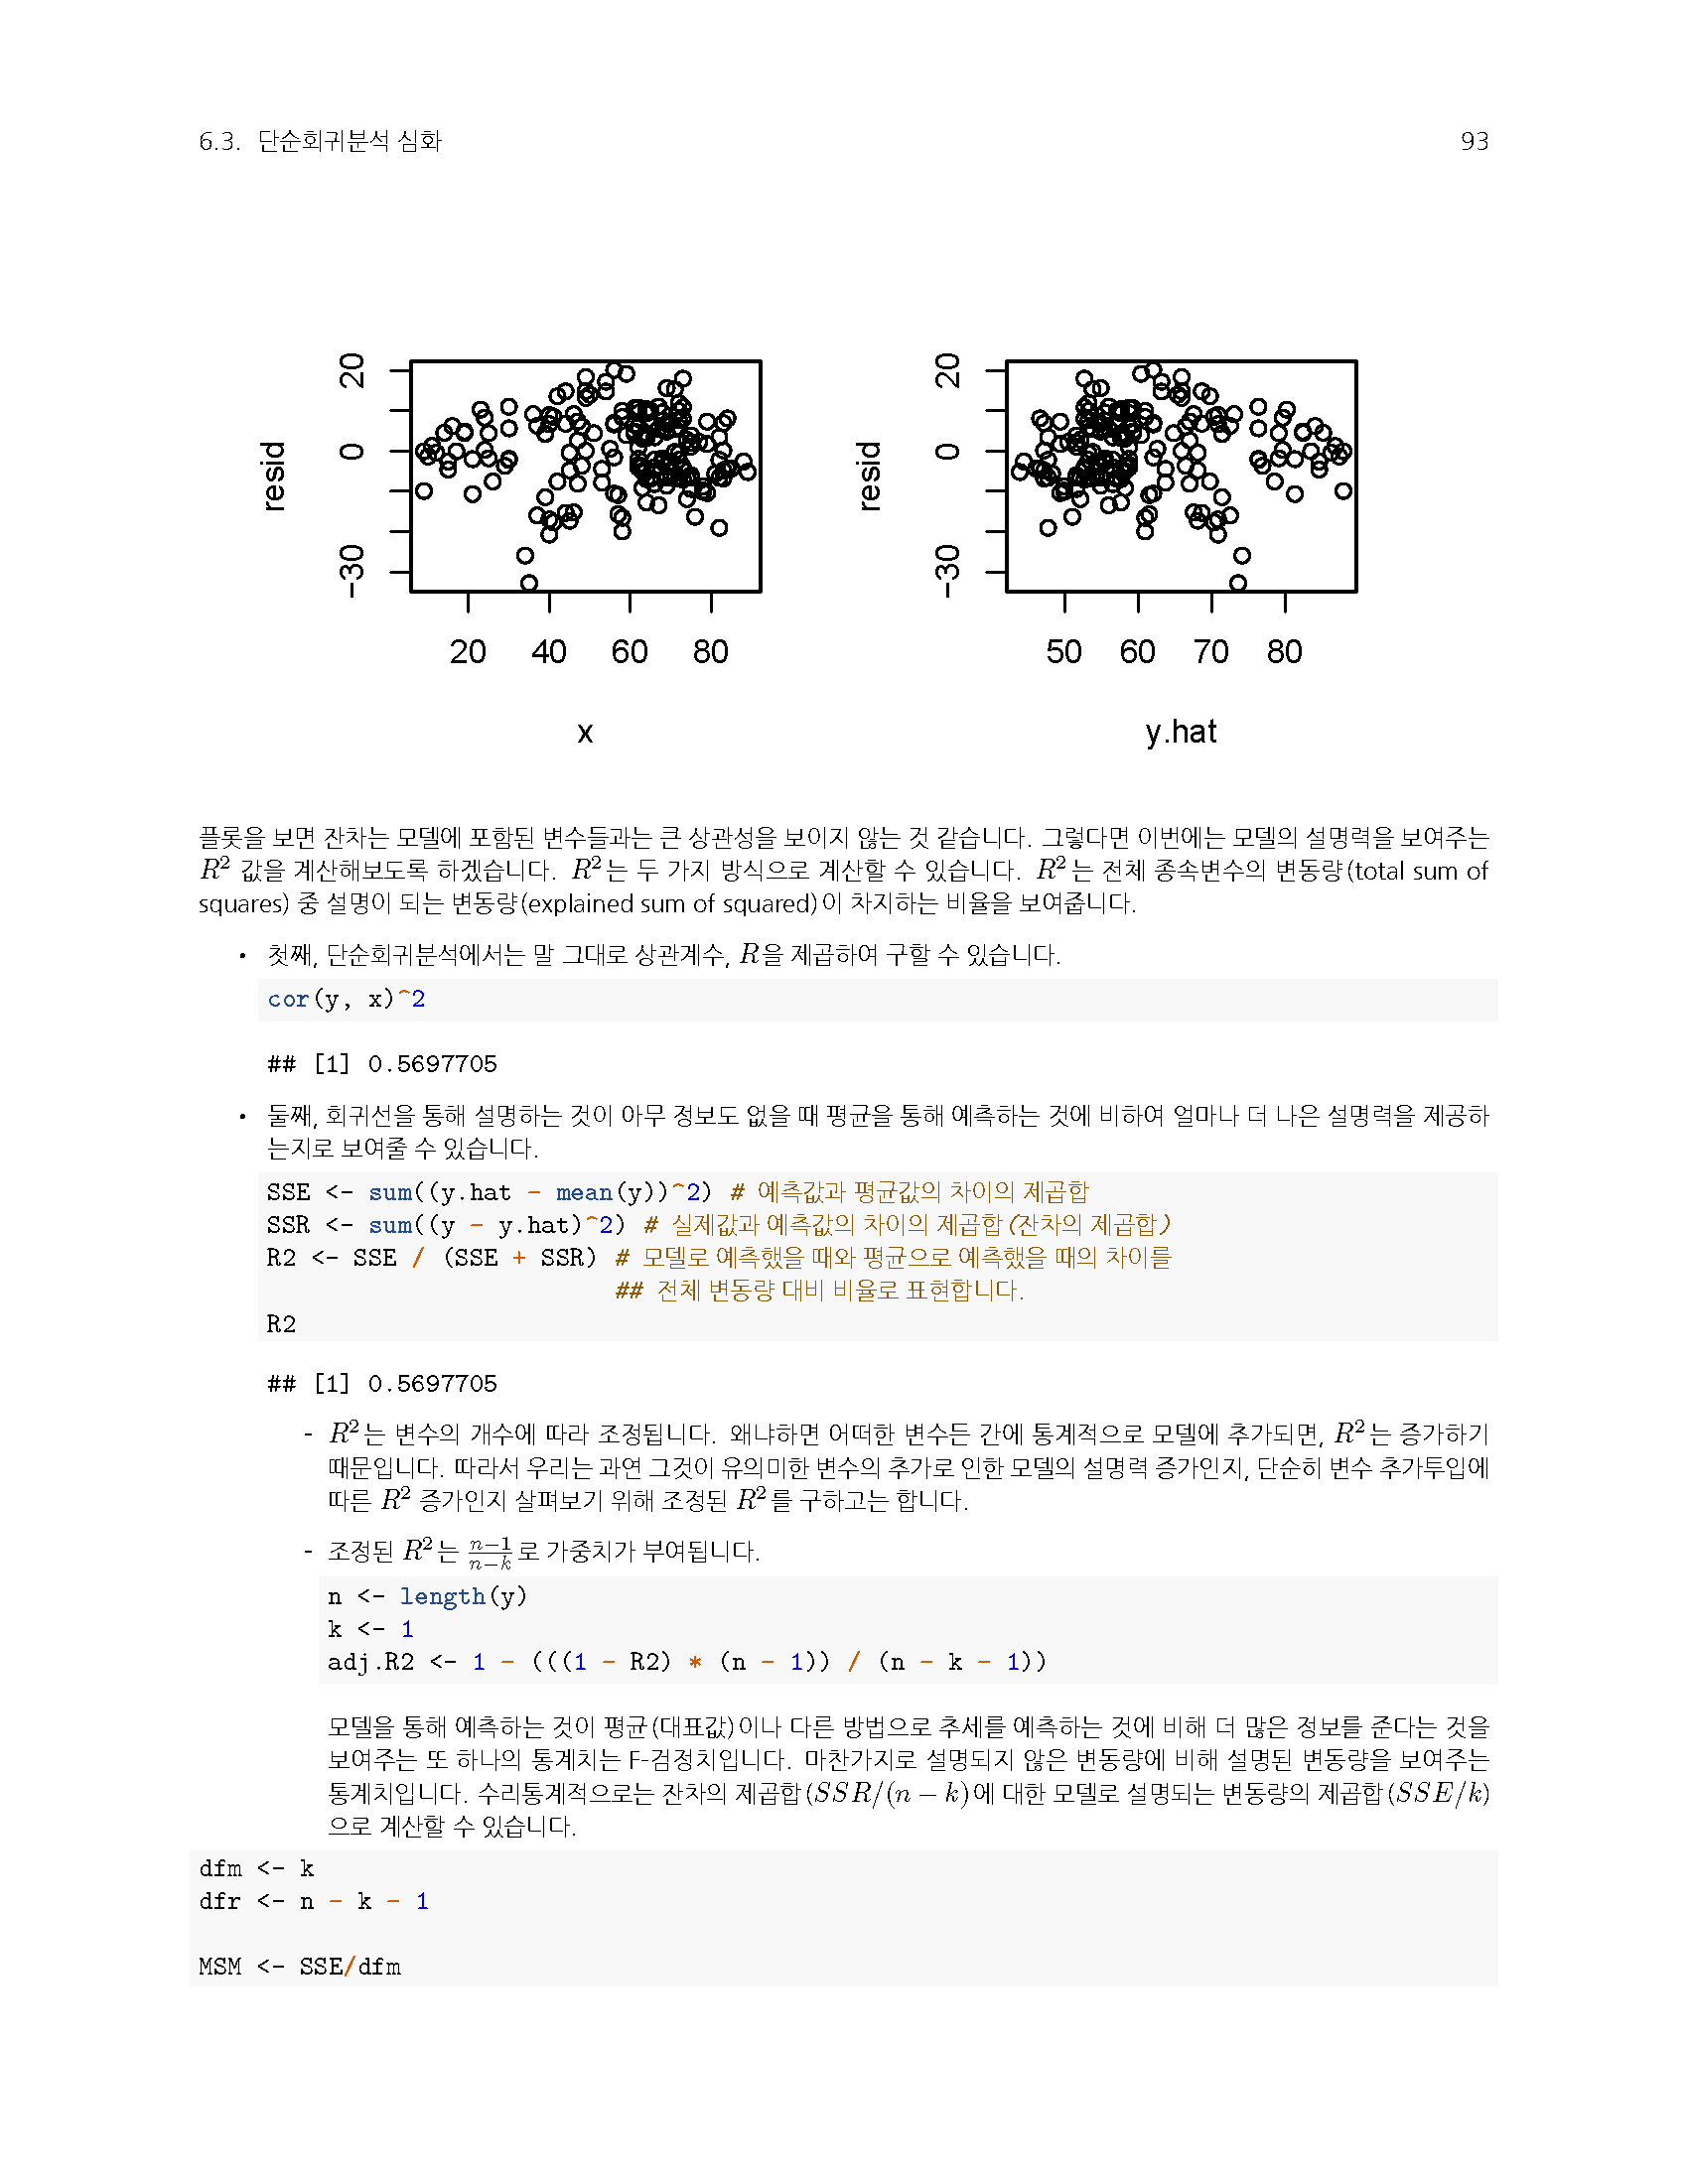 6.3. 단순회귀분석 심화 93
20
0
-30
resid
20 40 60 80
x
20
0
-30
resid
50 60 70 80
y.hat
플롯을 보면 잔차는 모델에 포함된 변수들과는 큰 상관성을 보이지 않는 것 같습니다. 그렇다면 이번에는 모델의 설명력을 보여주는
R² 값을 계산해보도록 하겠습니다. R²는 두 가지 방식으로 계산할 수 있습니다. R²는 전체 종속변수의 변동량(total sum of
squares) 중 설명이 되는 변동량(explained sum of squared)이 차지하는 비율을 보여줍니다.
• 첫째, 단순회귀분석에서는 말 그대로 상관계수, R을 제곱하여 구할 수 있습니다.
cor(y, x)^2
## [1] 0.5697705
• 둘째, 회귀선을 통해 설명하는 것이 아무 정보도 없을 때 평균을 통해 예측하는 것에 비하여 얼마나 더 나은 설명력을 제공하
는지로 보여줄 수 있습니다.
SSE <- sum((y.hat - mean(y))^2) # 예측값과 평균값의 차이의 제곱합
SSR <- sum((y - y.hat)^2) # 실제값과 예측값의 차이의 제곱합(잔차의 제곱합)
R2 <- SSE / (SSE + SSR) # 모델로 예측했을 때와 평균으로 예측했을 때의 차이를
## 전체 변동량 대비 비율로 표현합니다.
R2
## [1] 0.5697705
- R²는 변수의 개수에 따라 조정됩니다. 왜냐하면 어떠한 변수든 간에 통계적으로 모델에 추가되면, R²는 증가하기
때문입니다. 따라서 우리는 과연 그것이 유의미한 변수의 추가로 인한 모델의 설명력 증가인지, 단순히 변수 추가투입에
따른 R² 증가인지 살펴보기 위해 조정된 R²를 구하고는 합니다.
- 조정된 R²는 n−1/n−k로 가중치가 부여됩니다.
n <- length(y)
k <- 1
adj.R2 <- 1 - (((1 - R2) * (n - 1)) / (n - k - 1))
모델을 통해 예측하는 것이 평균(대표값)이나 다른 방법으로 추세를 예측하는 것에 비해 더 많은 정보를 준다는 것을
보여주는 또 하나의 통계치는 F-검정치입니다. 마찬가지로 설명되지 않은 변동량에 비해 설명된 변동량을 보여주는
통계치입니다. 수리통계적으로는 잔차의 제곱합(SSR/(n − k)에 대한 모델로 설명되는 변동량의 제곱합(SSE/k)
으로 계산할 수 있습니다.
dfm <- k
dfr <- n - k - 1
MSM <- SSE/dfm